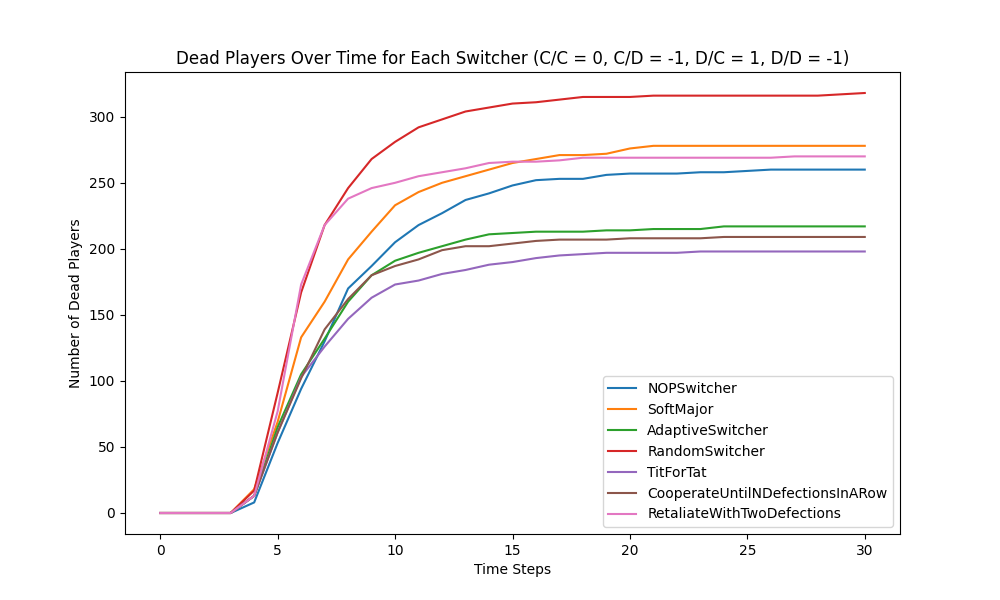 Dead Players Over Time for Each Switcher (C/C = 0, C/D = -1, D/C = 1, D/D = -1)
Number of Dead Players
300
250
200
150
100
50
0
NOPSwitcher
SoftMajor
AdaptiveSwitcher
RandomSwitcher
TitForTat
CooperateUntilNDefectionsInARow
RetaliateWithTwoDefections
0 5 10 15 20 25 30
Time Steps